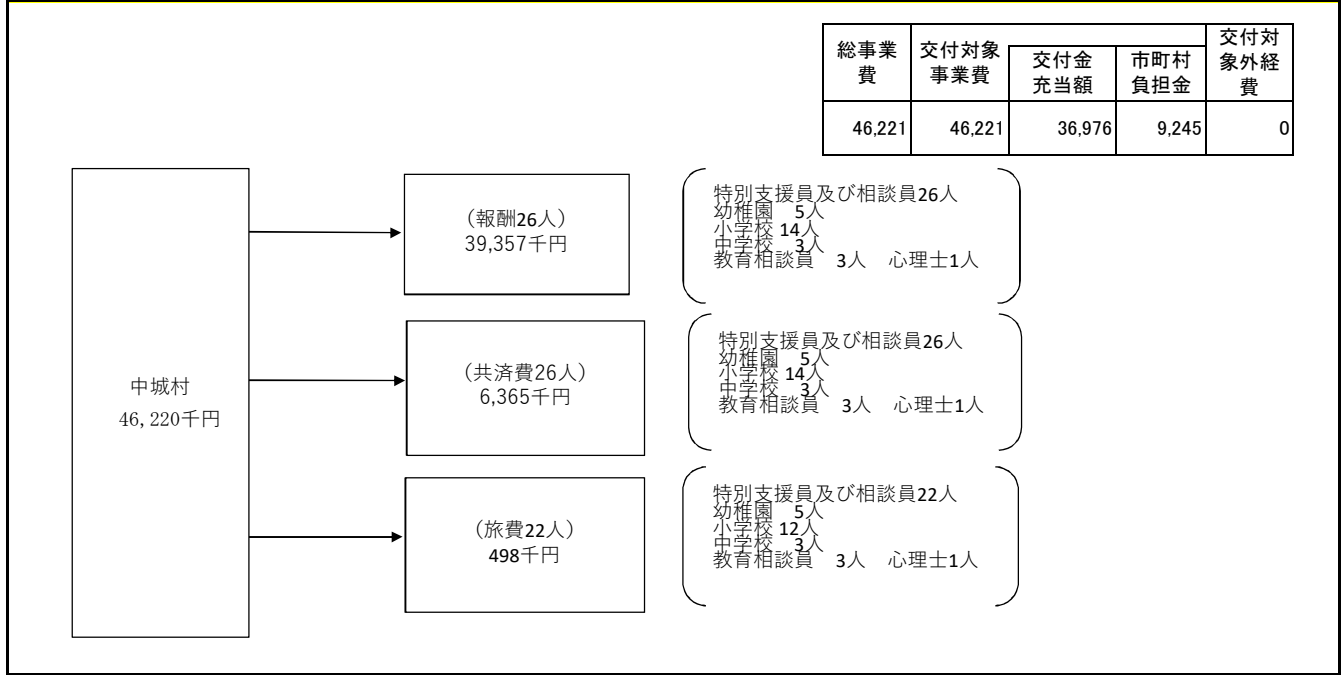 総事業費
交付対象事業費
交付金充当額
市町村負担金
交付対象外経費
46,221 46,221 36,976 9,245 0
中城村
46,220千円
(報酬26人)
39,357千円
特別支援員及び相談員26人
幼稚園 5人
小学校 14人
中学校 3人
教育相談員 3人 心理士1人
(共済費26人)
6,365千円
特別支援員及び相談員26人
幼稚園 5人
小学校 14人
中学校 3人
教育相談員 3人 心理士1人
(旅費22人)
498千円
特別支援員及び相談員22人
幼稚園 5人
小学校 12人
中学校 3人
教育相談員 3人 心理士1人